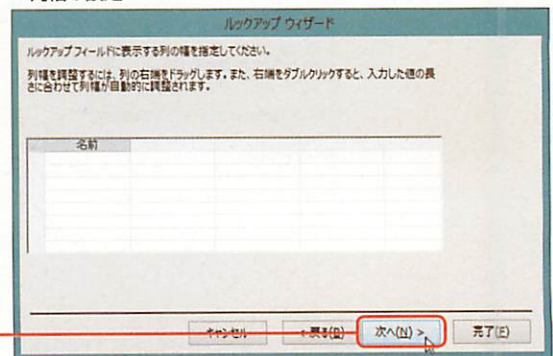 ルックアップ ウィザード
ルックアップフィールドに表示する列の幅を指定してください。
列幅を調整するには、列の右端をドラッグします。また、右端をダブルクリックすると、入力した値の長
さに合わせて列幅が自動的に調整されます。
名前
キャンセル
< 戻る(B)
次へ(N) >
完了(F)